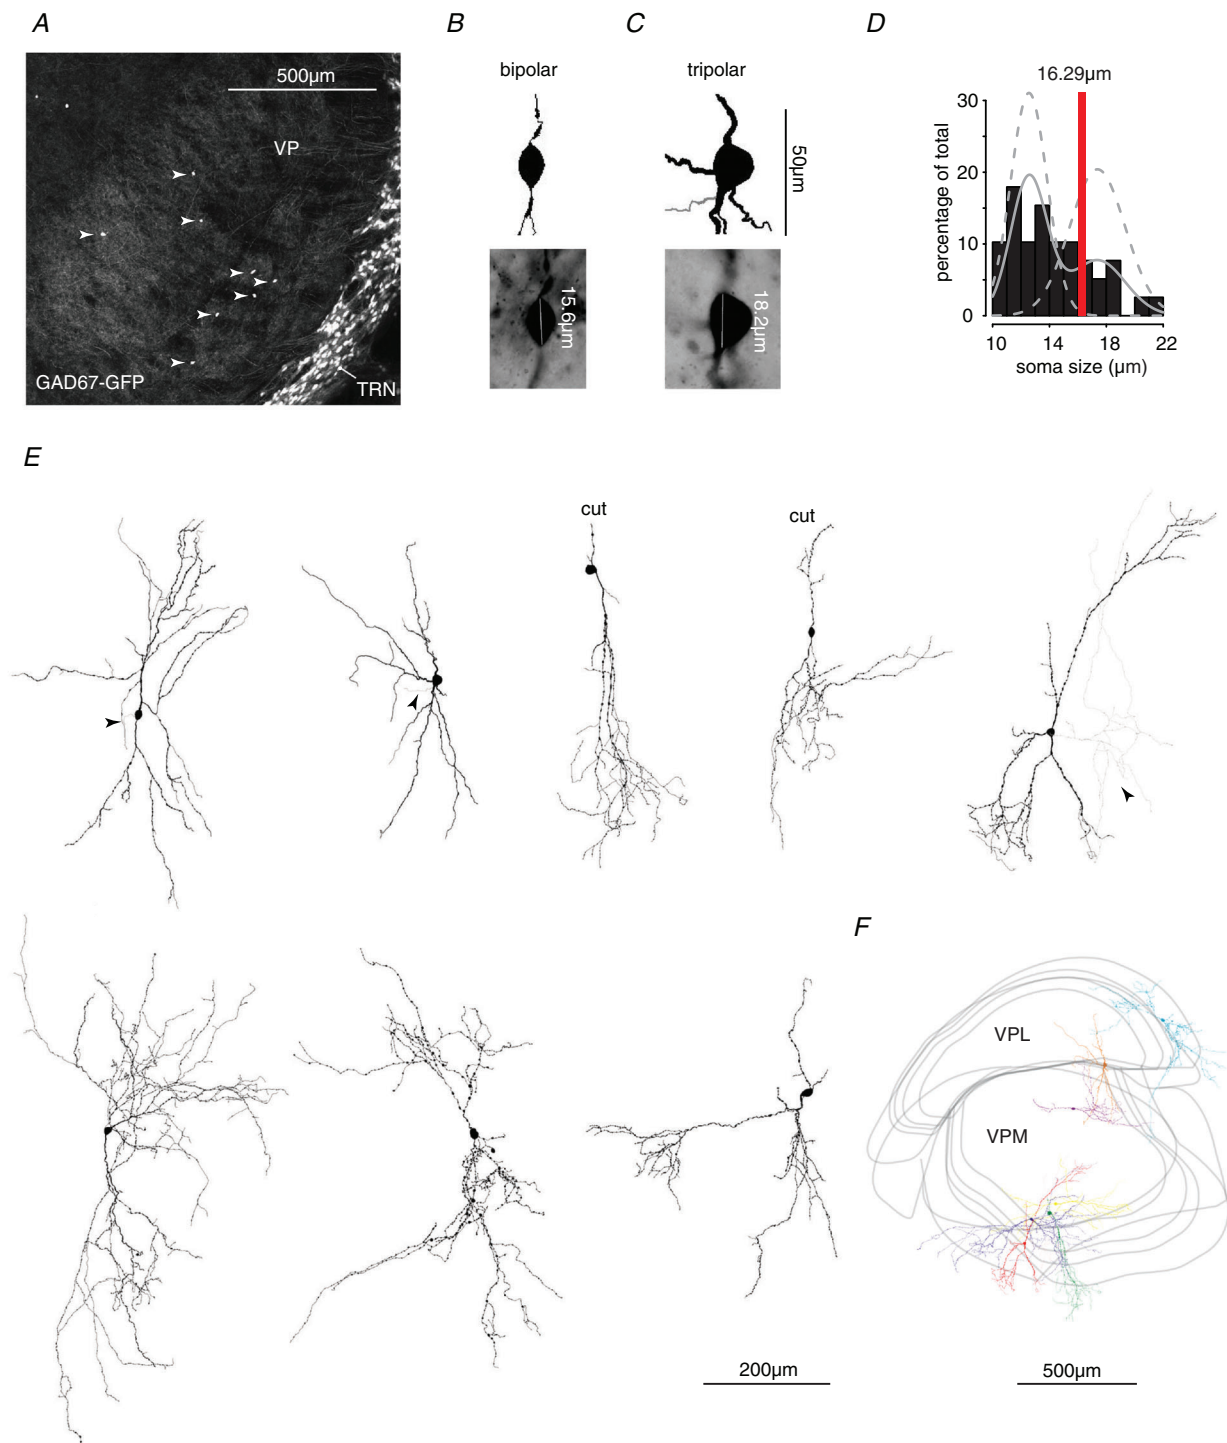 A
B
C
D
500µm
VP
GAD67-GFP
TRN
bipolar
tripolar
50µm
15.6µm
18.2µm
16.29µm
percentage of total
30
20
10
0
10
14
18
22
soma size (µm)
E
cut
cut
F
VPL
VPM
200µm
500µm